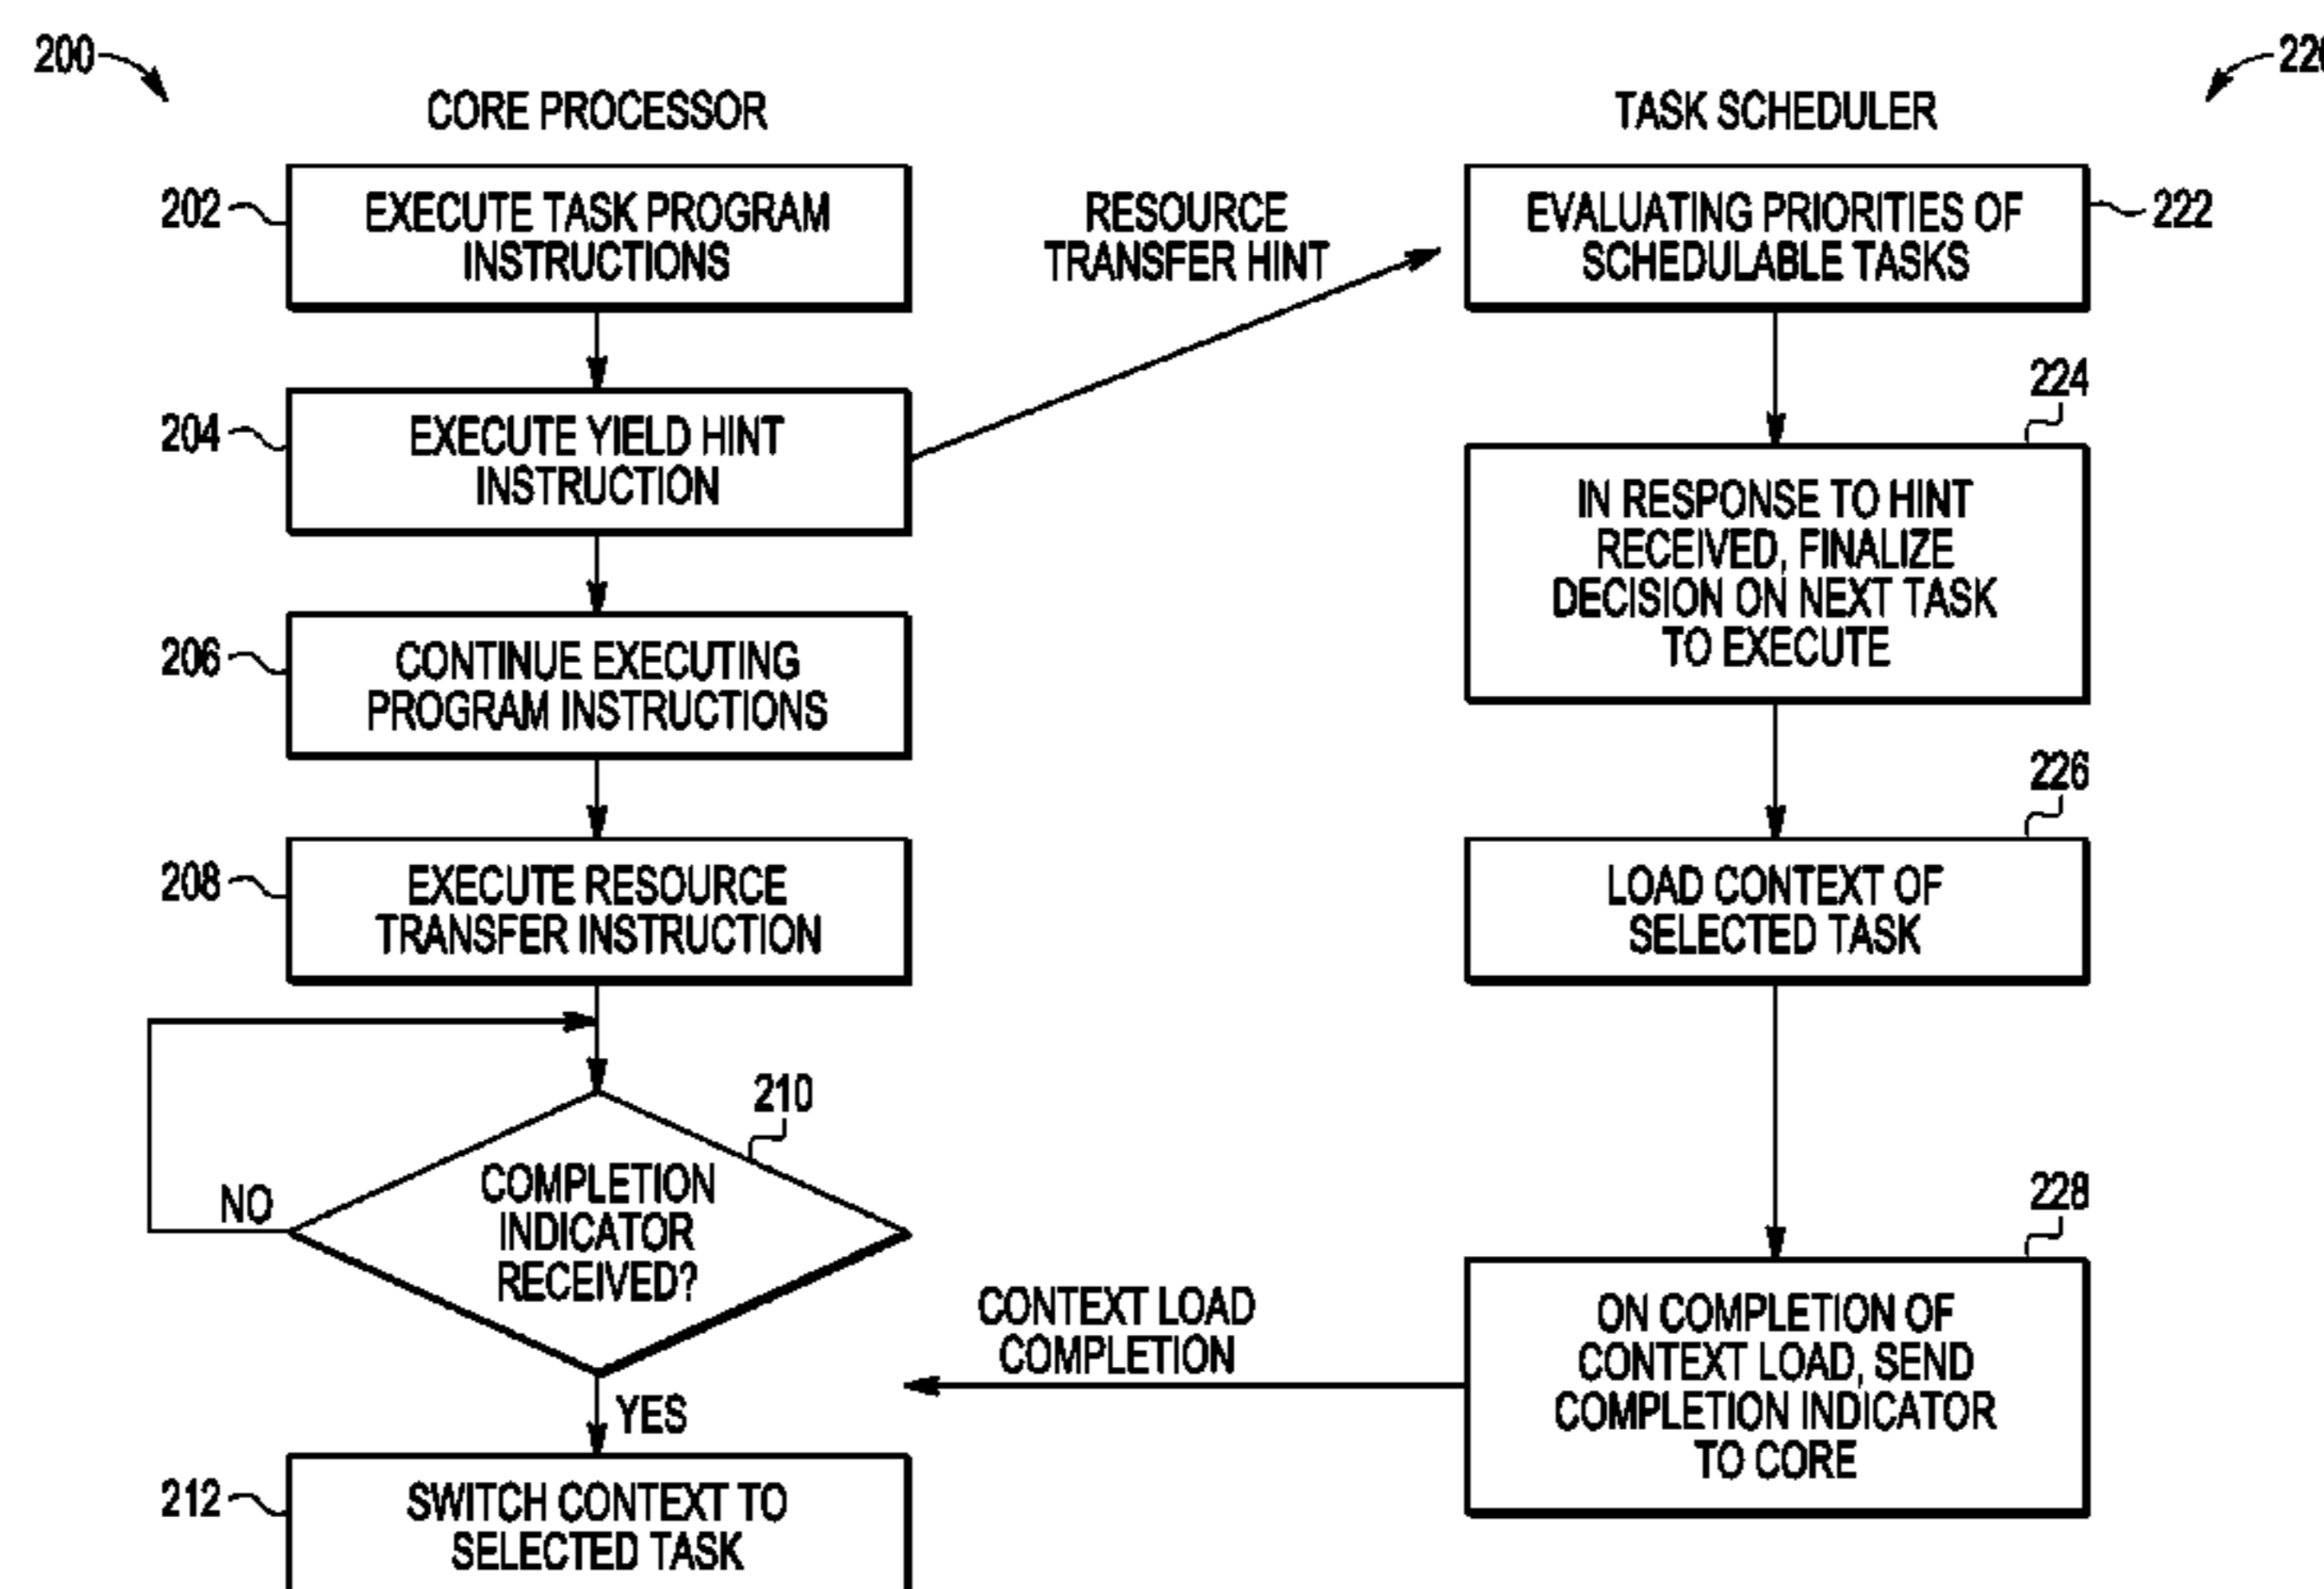 200
CORE PROCESSOR
202
EXECUTE TASK PROGRAM
INSTRUCTIONS
204
EXECUTE YIELD HINT
INSTRUCTION
206
CONTINUE EXECUTING
PROGRAM INSTRUCTIONS
208
EXECUTE RESOURCE
TRANSFER INSTRUCTION
210
COMPLETION
INDICATOR
RECEIVED?
NO
YES
212
SWITCH CONTEXT TO
SELECTED TASK
RESOURCE
TRANSFER HINT
CONTEXT LOAD
COMPLETION
TASK SCHEDULER
222
EVALUATING PRIORITIES OF
SCHEDULABLE TASKS
224
IN RESPONSE TO HINT
RECEIVED, FINALIZE
DECISION ON NEXT TASK
TO EXECUTE
226
LOAD CONTEXT OF
SELECTED TASK
228
ON COMPLETION OF
CONTEXT LOAD, SEND
COMPLETION INDICATOR
TO CORE